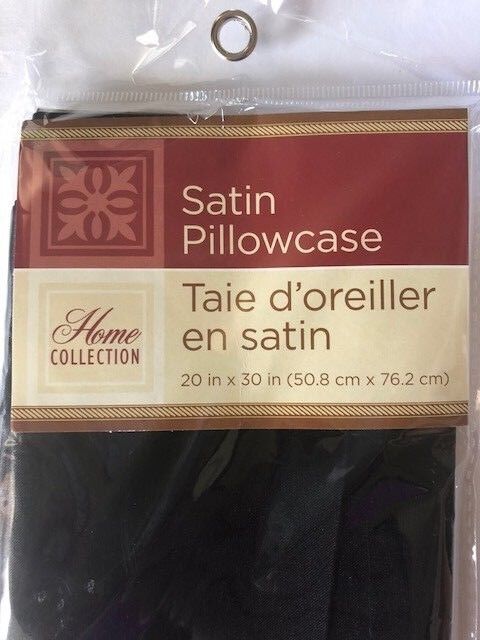 Satin
Pillowcase
Taie d'oreiller
en satin
Home
COLLECTION
20 in x 30 in (50.8 cm x 76.2 cm)